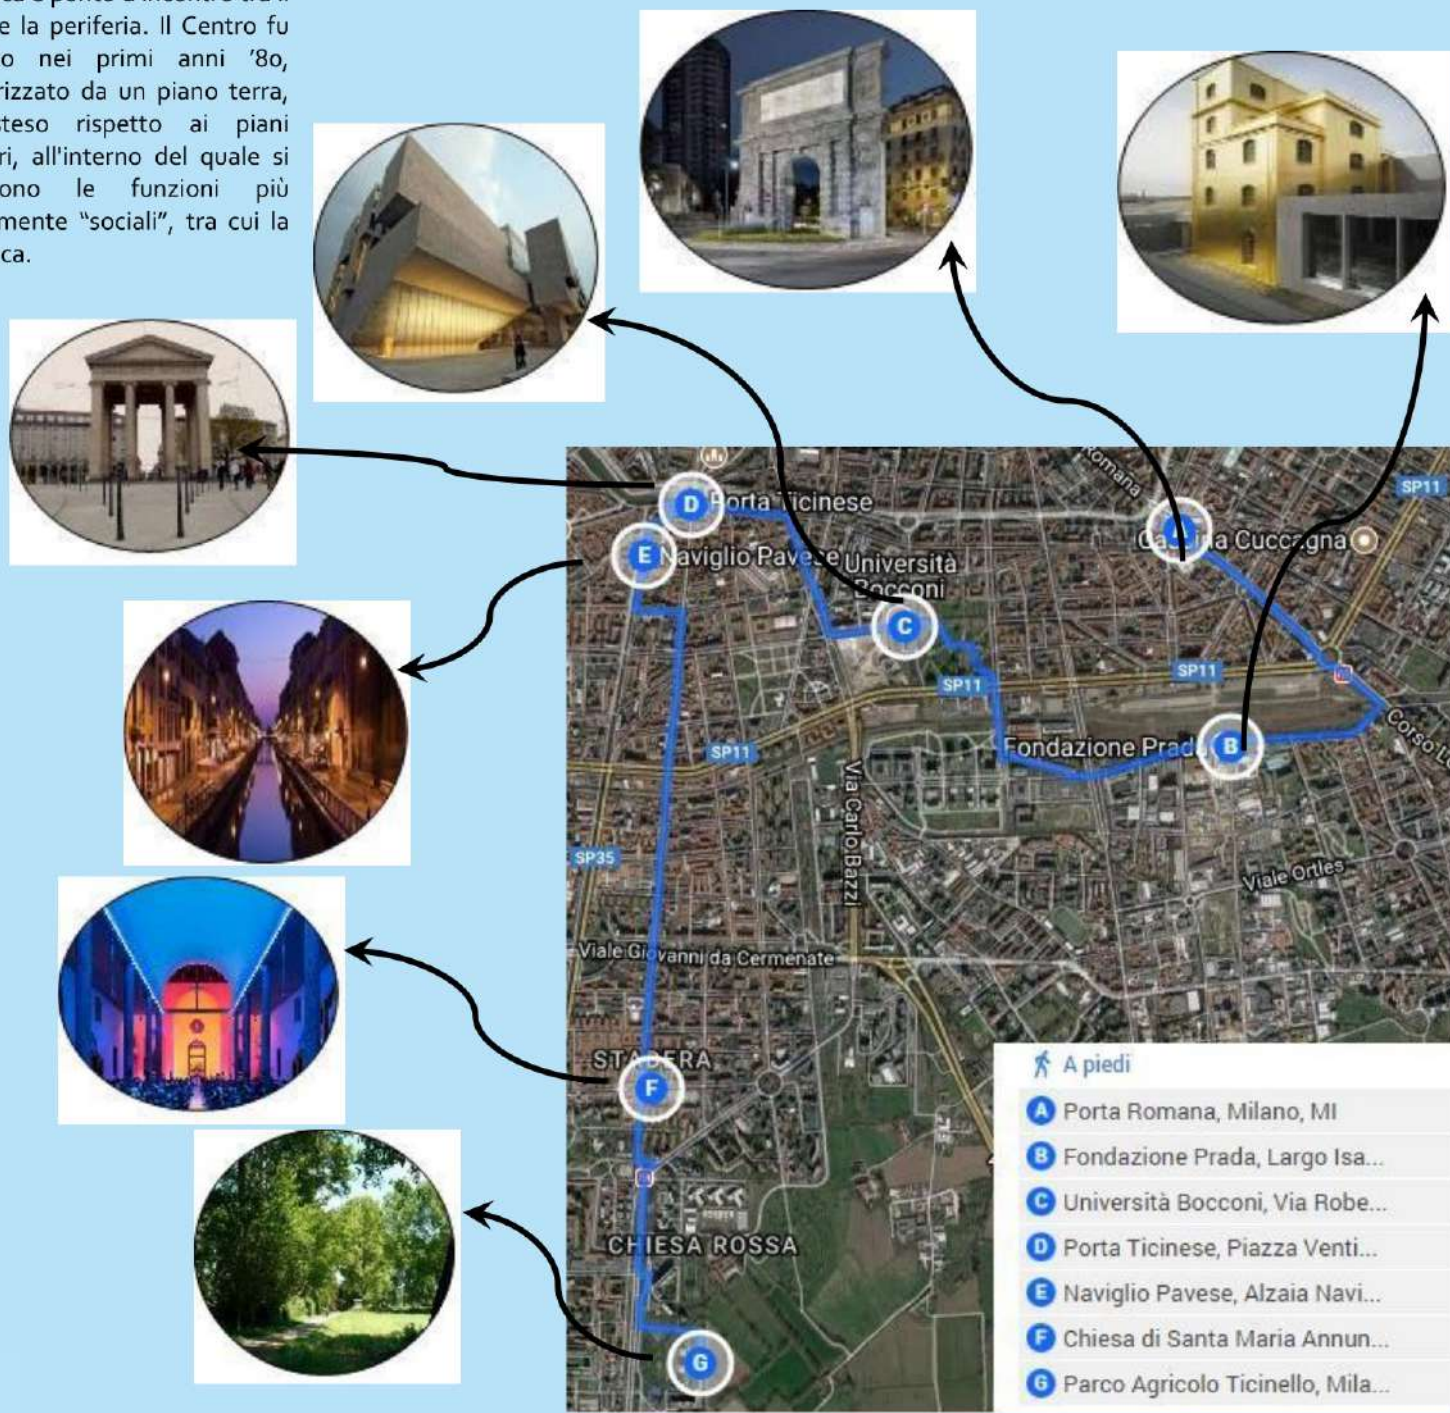 e la periferia. Il Centro fu
o nei primi anni '80,
rizzato da un piano terra,
steso rispetto ai piani
ri, all'interno del quale si
ono le funzioni più
mente "sociali", tra cui la
ca.
Romana
SP11
D Porta Ticinese
A
Cascina Cuccagna
E Naviglio Pavese
Università
Bocconi
C
SP11
SP11
Fondazione Prada B
SP11
Corso Lo
Via Carlo Bazzi
SP35
Viale Ortles
Viale Giovanni da Cermenate
STADERA
F
CHIESA ROSSA
G
A piedi
A Porta Romana, Milano, MI
B Fondazione Prada, Largo Isa...
C Università Bocconi, Via Robe...
D Porta Ticinese, Piazza Venti...
E Naviglio Pavese, Alzaia Navi...
F Chiesa di Santa Maria Annun...
G Parco Agricolo Ticinello, Mila...